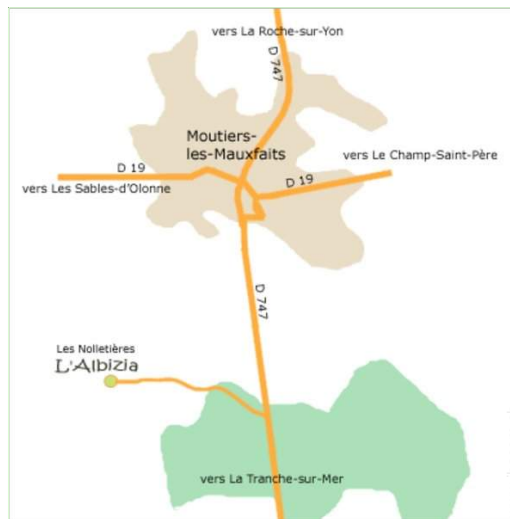 vers La Roche-sur-Yon
D 747
Moutiers-
les-Mauxfaits
vers Le Champ-Saint-Père
D 19
D 19
vers Les Sables-d'Olonne
D 747
Les Nolletières
L'Albizia
vers La Tranche-sur-Mer